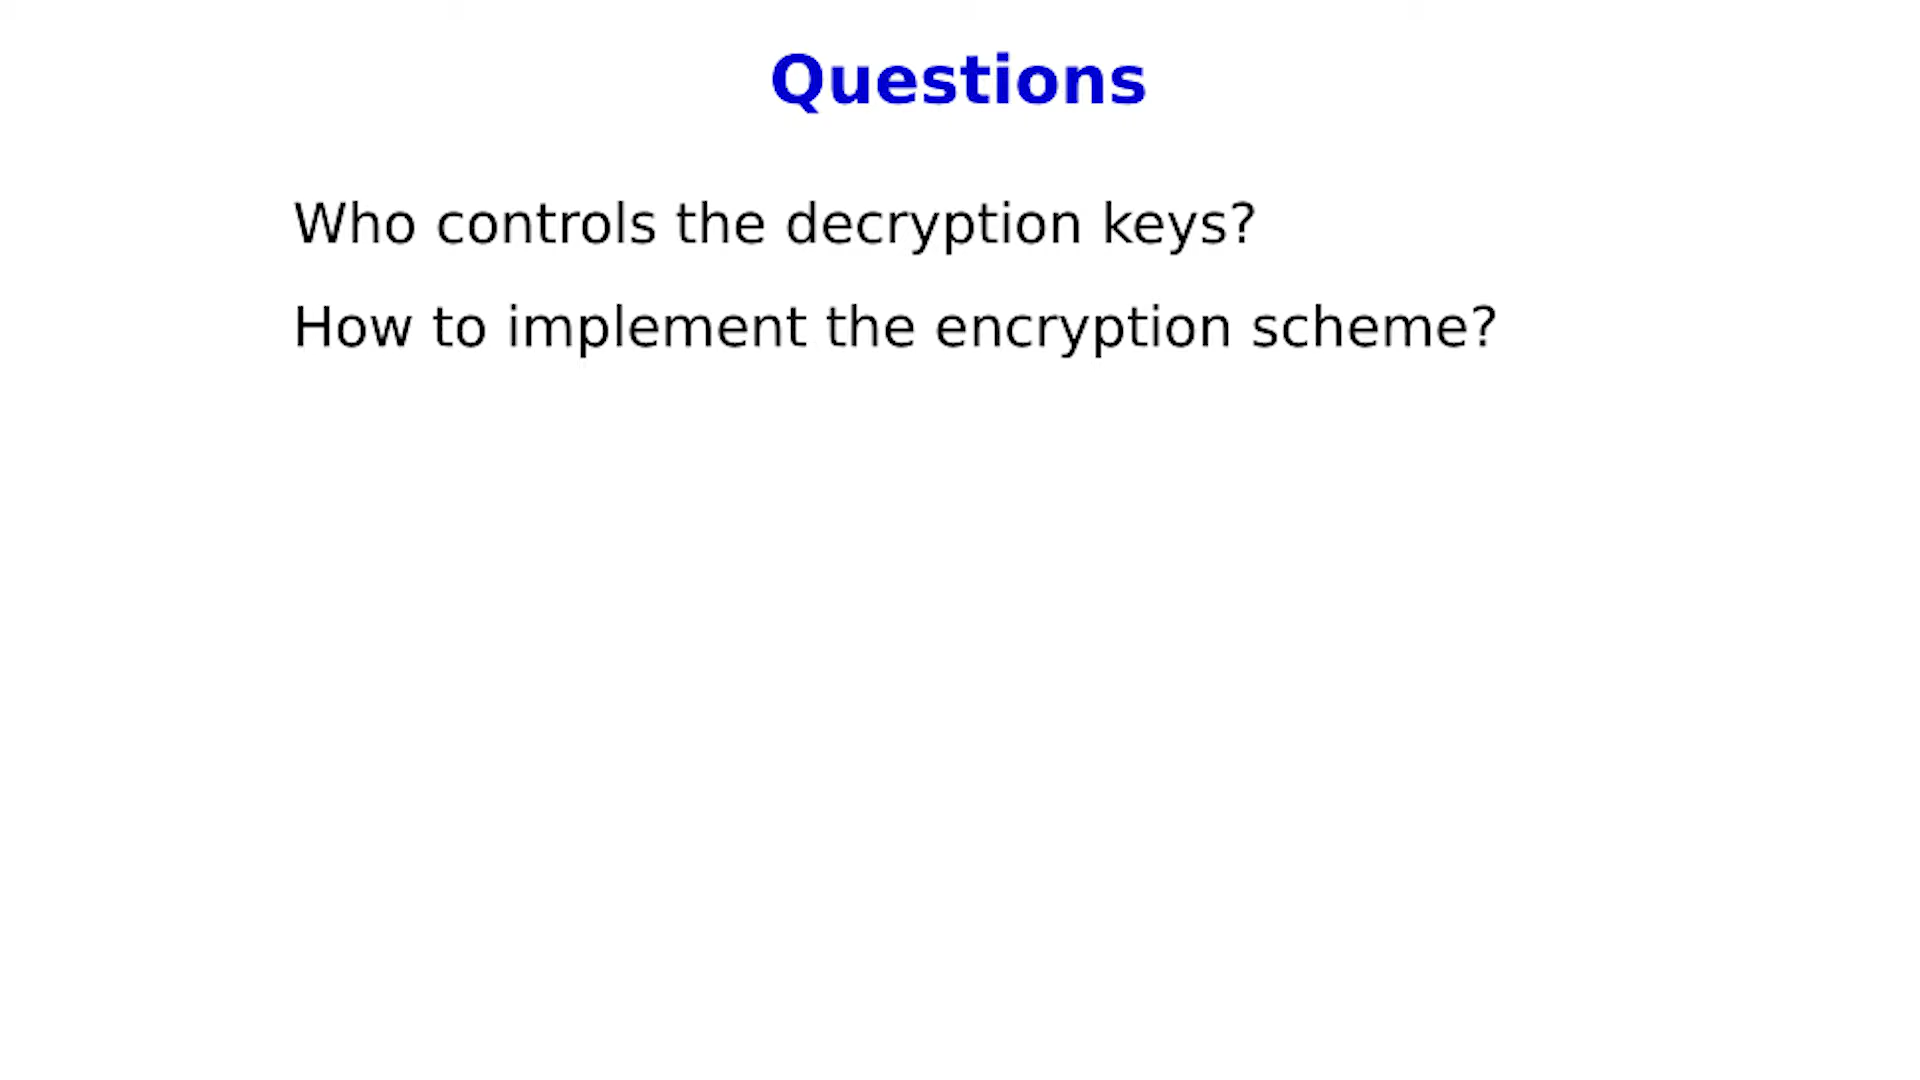 Questions
Who controls the decryption keys?
How to implement the encryption scheme?